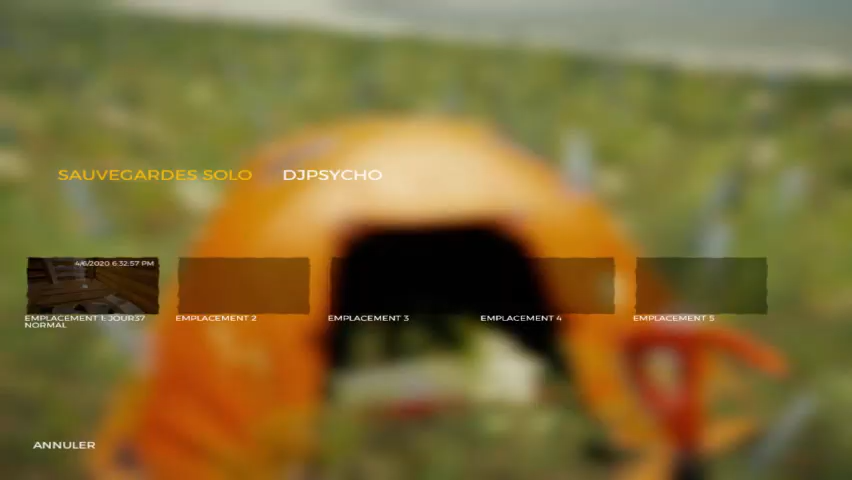 SAUVEGARDES SOLO DJPSYCHO
4/6/2020 6:32:57 PM
EMPLACEMENT 1: JOUR37
NORMAL
EMPLACEMENT 2
EMPLACEMENT 3
EMPLACEMENT 4
EMPLACEMENT 5
ANNULER